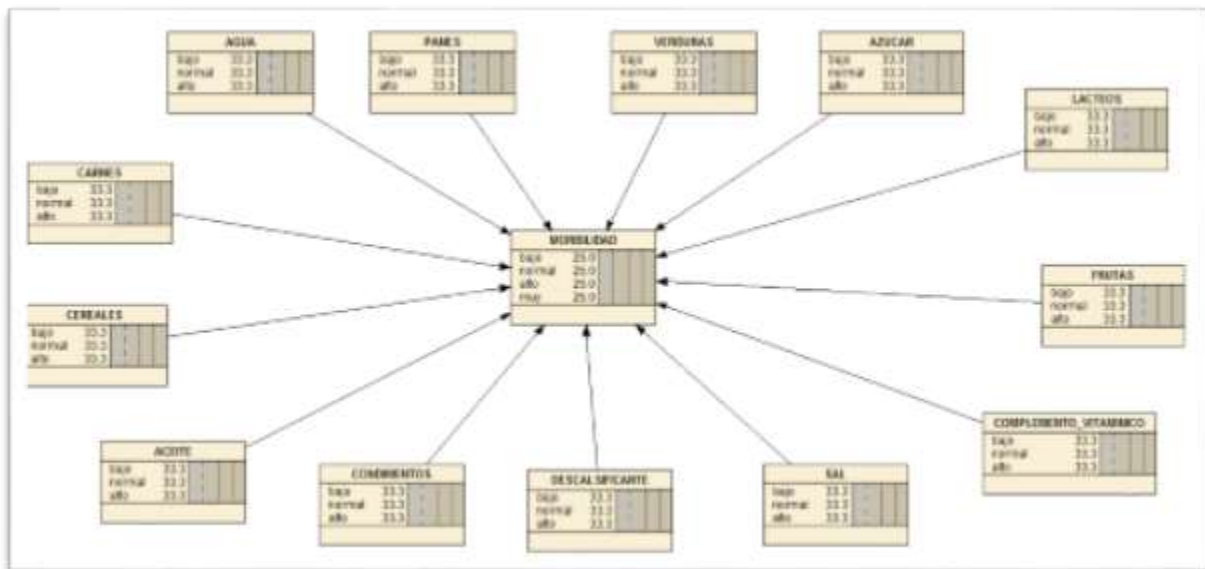 AGUA
bajo 33.3
normal 33.3
alto 33.3
PANES
bajo 33.3
normal 33.3
alto 33.3
VERDURAS
bajo 33.3
normal 33.3
alto 33.3
AZUCAR
bajo 33.3
normal 33.3
alto 33.3
LACTEOS
bajo 33.3
normal 33.3
alto 33.3
CARNES
bajo 33.3
normal 33.3
alto 33.3
MORBILIDAD
bajo 25.0
normal 25.0
alto 25.0
muy 25.0
FRUTAS
bajo 33.3
normal 33.3
alto 33.3
CEREALES
bajo 33.3
normal 33.3
alto 33.3
ACEITE
bajo 33.3
normal 33.3
alto 33.3
CONDIMENTOS
bajo 33.3
normal 33.3
alto 33.3
DESCALSIFICANTE
bajo 33.3
normal 33.3
alto 33.3
SAL
bajo 33.3
normal 33.3
alto 33.3
COMPLEMENTO_VITAMINICO
bajo 33.3
normal 33.3
alto 33.3